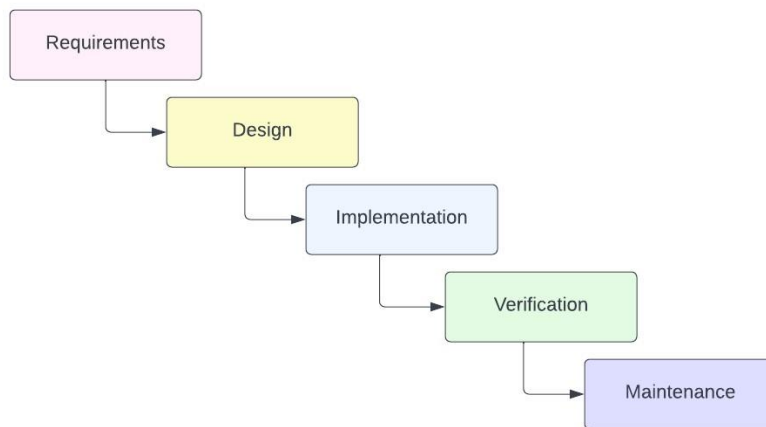 Requirements
Design
Implementation
Verification
Maintenance